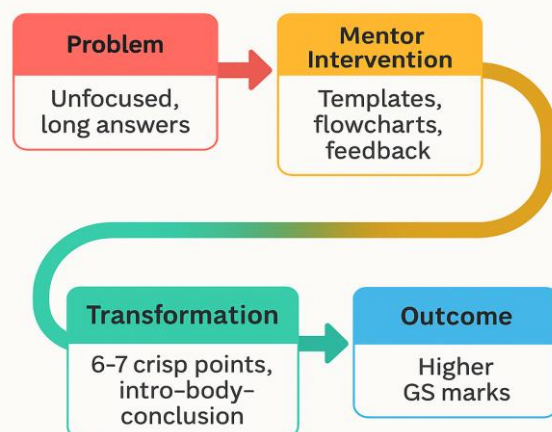 Problem
Unfocused,
long answers
Mentor
Intervention
Templates,
flowcharts,
feedback
Transformation
6-7 crisp points,
intro-body-
conclusion
Outcome
Higher
GS marks